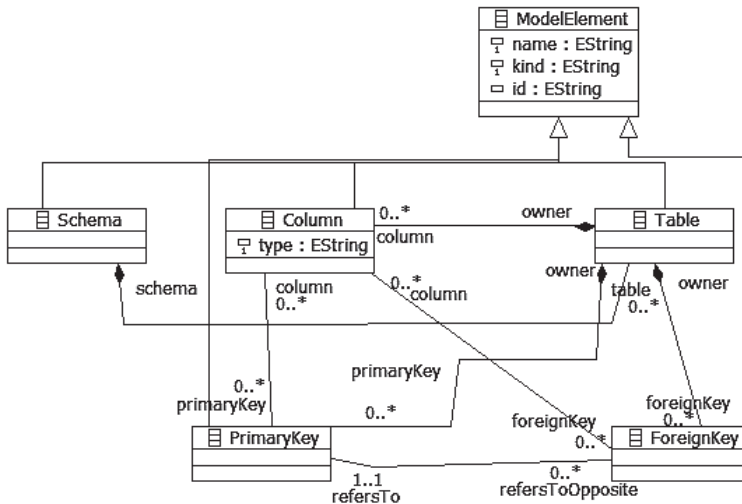 ModelElement
name : EString
kind : EString
id : EString
Schema
Column
type : EString
Table
0..*
column
owner
schema
column
0..*
0..*
column
owner
table
0..*
owner
primaryKey
0..*
primaryKey
0..*
foreignKey
0..*
foreignKey
0..*
PrimaryKey
ForeignKey
1..1
refersTo
0..*
refersToOpposite